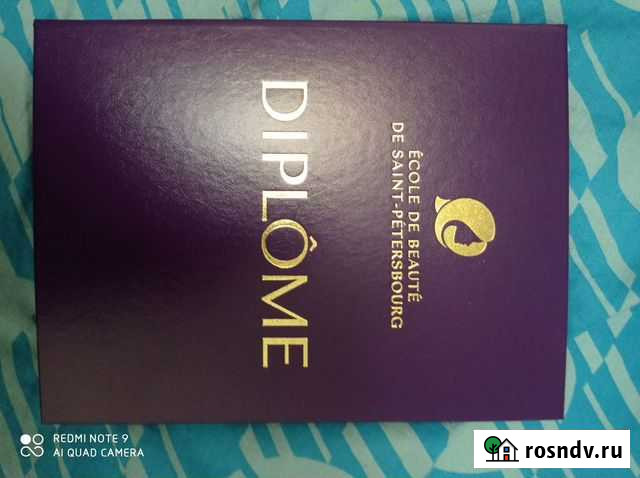 ÉCOLE DE BEAUTÉ
DE SAINT-PÉTERSBOURG
DIPLÔME
REDMI NOTE 9
AI QUAD CAMERA
rosndv.ru